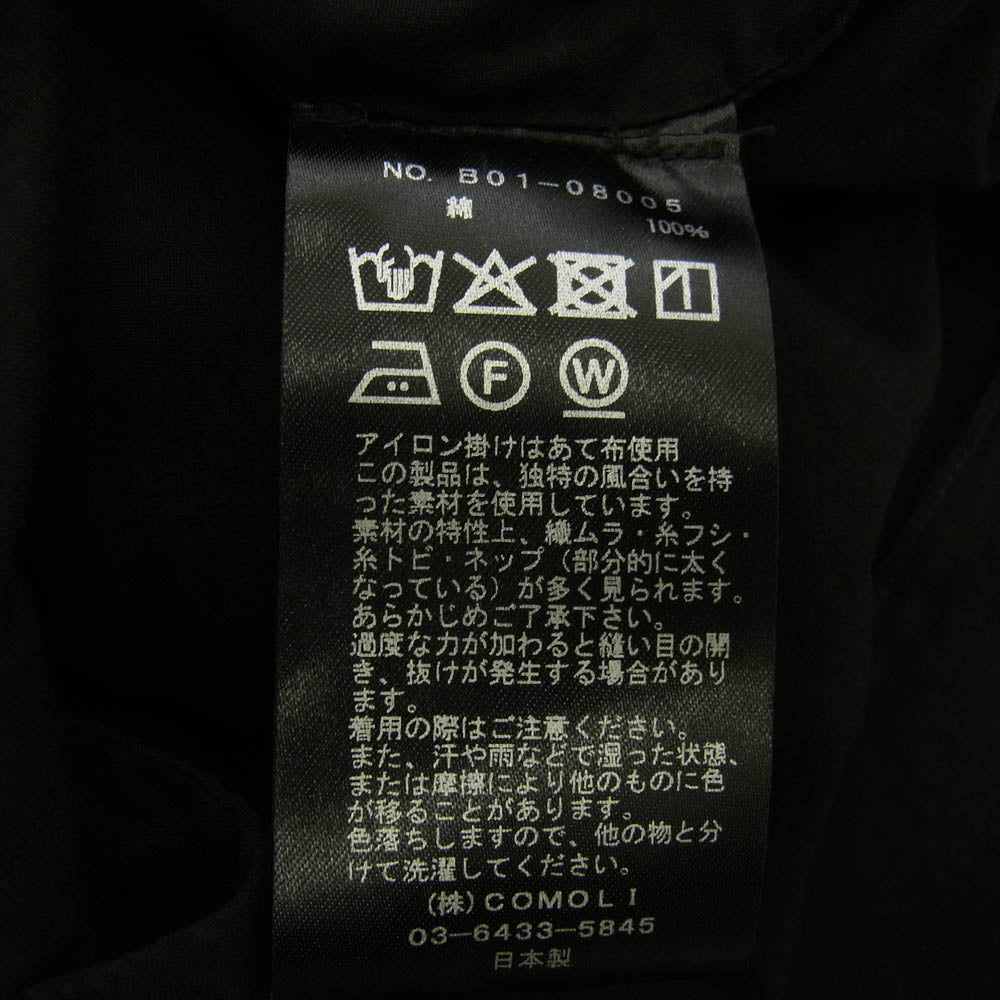 NO. B01-08005
綿 100%
F W
アイロン掛けはあて布使用
この製品は、独特の風合いを持
った素材を使用しています。
素材の特性上、織ムラ・糸フシ・
糸トビ・ネップ（部分的に太く
なっている）が多く見られます。
あらかじめご了承下さい。
過度な力が加わると縫い目の開
き、抜けが発生する場合があり
ます。
着用の際はご注意ください。
また、汗や雨などで湿った状態、
または摩擦により他のものに色
が移ることがあります。
色落ちしますので、他の物と分
けて洗濯してください。
(株)COMOLI
03-6433-5845
日本製